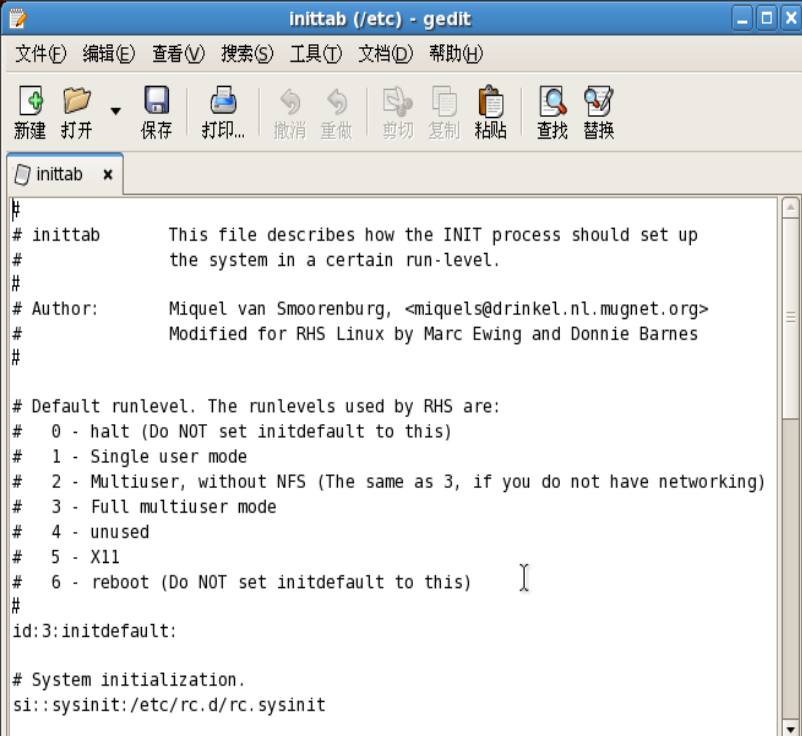 inittab (/etc) - gedit
文件(F) 编辑(E) 查看(V) 搜索(S) 工具(T) 文档(D) 帮助(H)
新建 打开 保存 打印... 撤消 重做 剪切 复制 粘贴 查找 替换
inittab
#
# inittab       This file describes how the INIT process should set up
#               the system in a certain run-level.
#
# Author:       Miquel van Smoorenburg, <miquels@drinkel.nl.mugnet.org>
#               Modified for RHS Linux by Marc Ewing and Donnie Barnes
#
# Default runlevel. The runlevels used by RHS are:
#   0 - halt (Do NOT set initdefault to this)
#   1 - Single user mode
#   2 - Multiuser, without NFS (The same as 3, if you do not have networking)
#   3 - Full multiuser mode
#   4 - unused
#   5 - X11
#   6 - reboot (Do NOT set initdefault to this)
#
id:3:initdefault:
# System initialization.
si::sysinit:/etc/rc.d/rc.sysinit